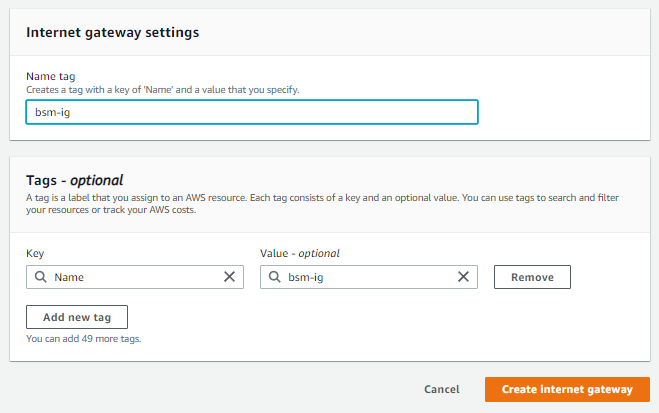 Internet gateway settings
Name tag
Creates a tag with a key of 'Name' and a value that you specify.
bsm-ig
Tags - optional
A tag is a label that you assign to an AWS resource. Each tag consists of a key and an optional value. You can use tags to search and filter
your resources or track your AWS costs.
Key
Value - optional
Name
bsm-ig
Remove
Add new tag
You can add 49 more tags.
Cancel
Create internet gateway